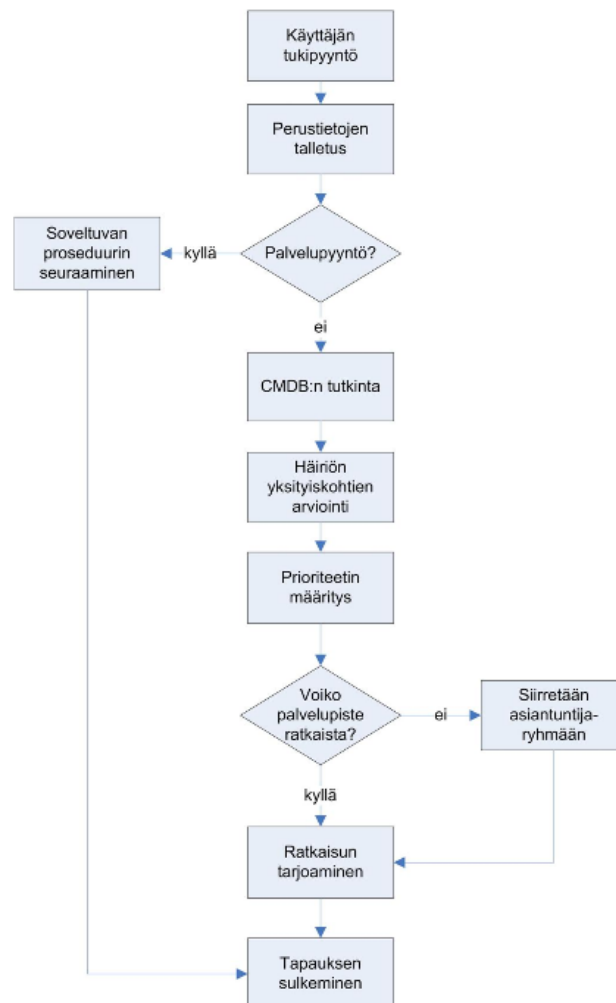 Käyttäjän
tukipyyntö
Perustietojen
talletus
Soveltuvan
proseduurin
seuraaminen
kyllä
Palvelupyyntö?
ei
CMDB:n tutkinta
Häiriön
yksityiskohtien
arviointi
Prioriteetin
määritys
Voiko
palvelupiste
ratkaista?
ei
Siirretään
asiantuntija-
ryhmään
kyllä
Ratkaisun
tarjoaminen
Tapauksen
sulkeminen